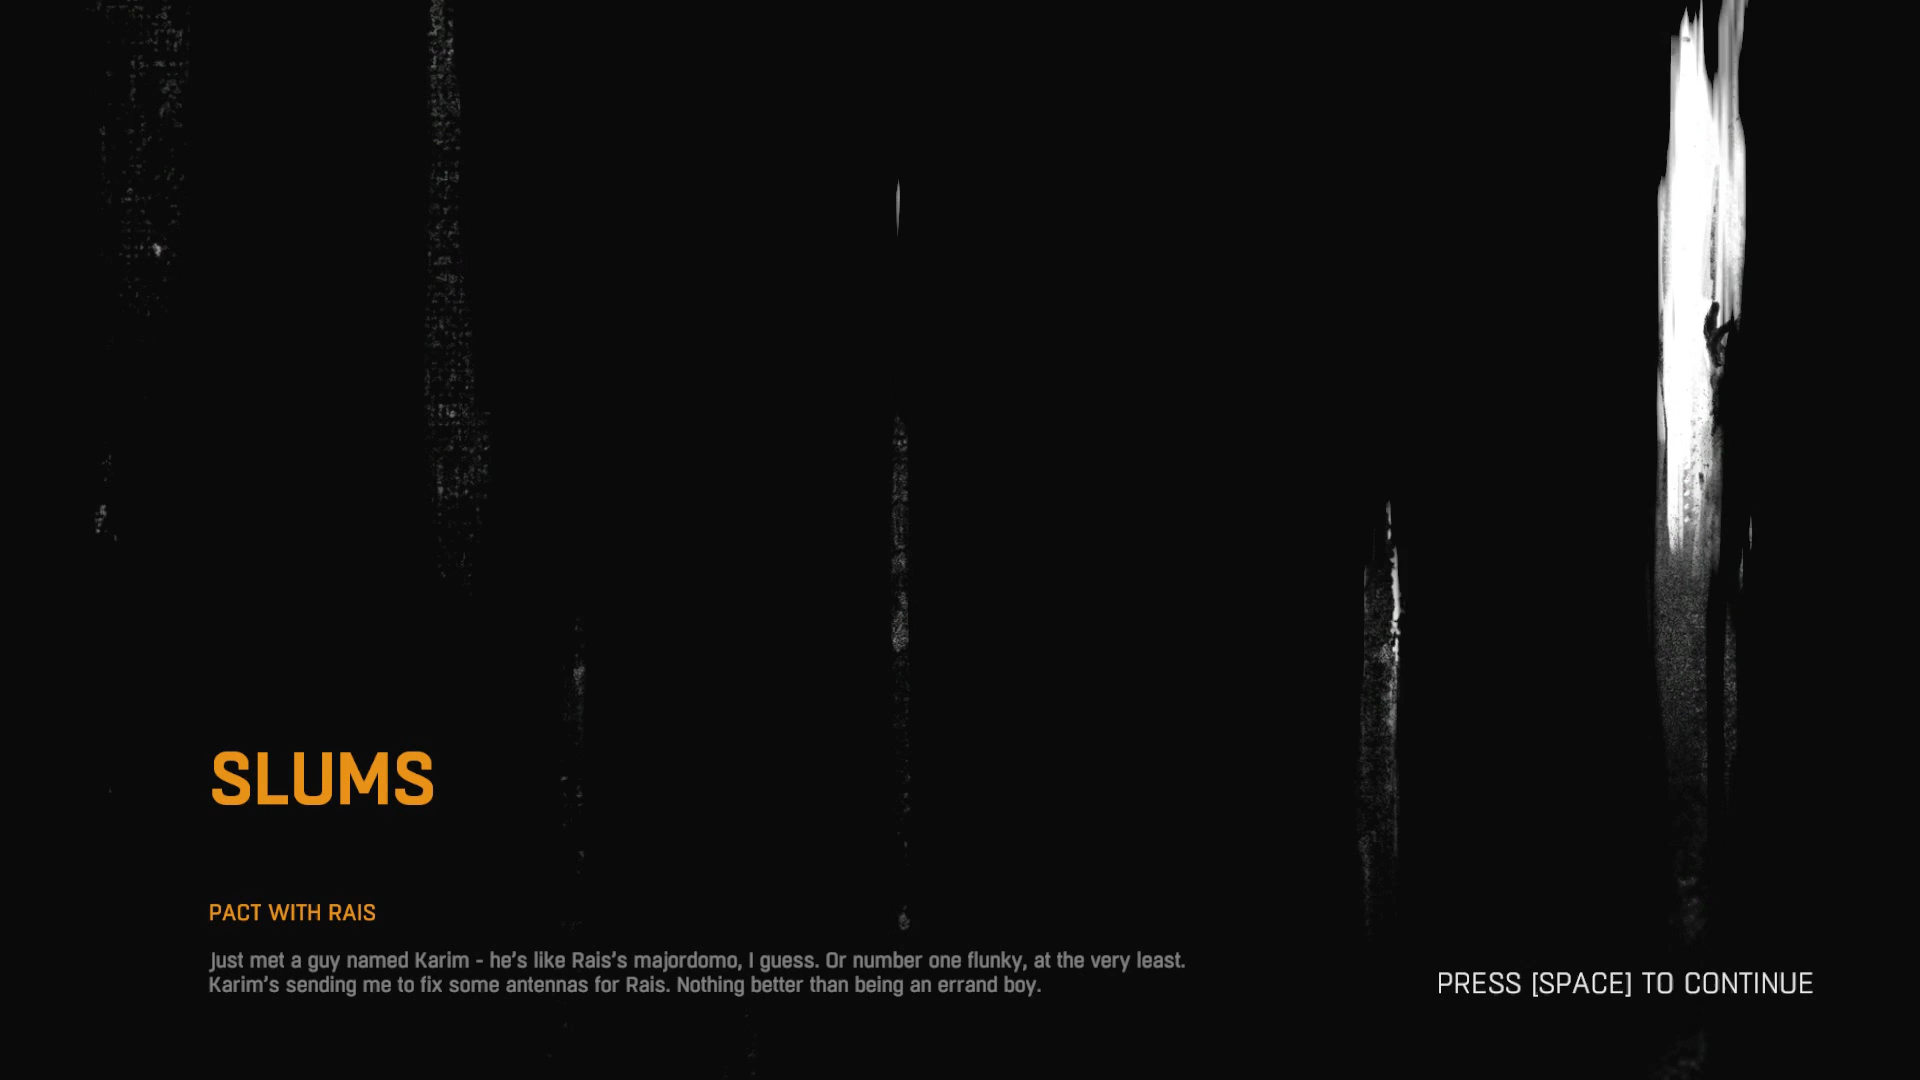 SLUMS
PACT WITH RAIS
Just met a guy named Karim - he's like Rais's majordomo, I guess. Or number one flunky, at the very least.
Karim's sending me to fix some antennas for Rais. Nothing better than being an errand boy.
PRESS [SPACE] TO CONTINUE